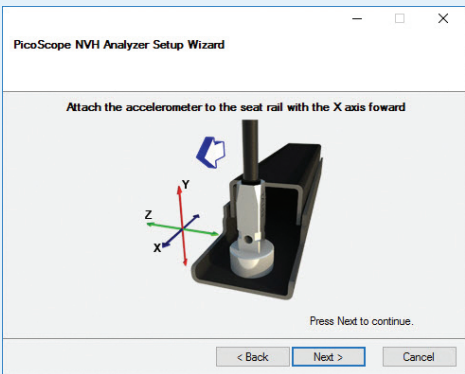 PicoScope NVH Analyzer Setup Wizard
Attach the accelerometer to the seat rail with the X axis foward
Y
Z
X
Press Next to continue.
< Back Next > Cancel